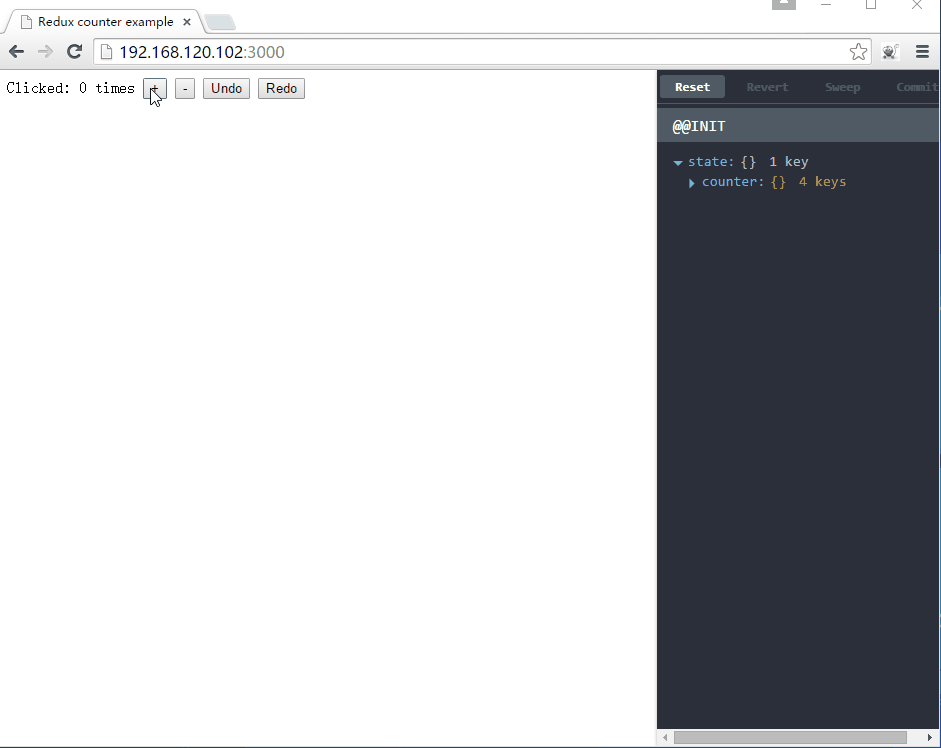 Redux counter example
192.168.120.102:3000
Clicked: 0 times + - Undo Redo
Reset Revert Sweep Commit
@@INIT
state: {} 1 key
counter: {} 4 keys